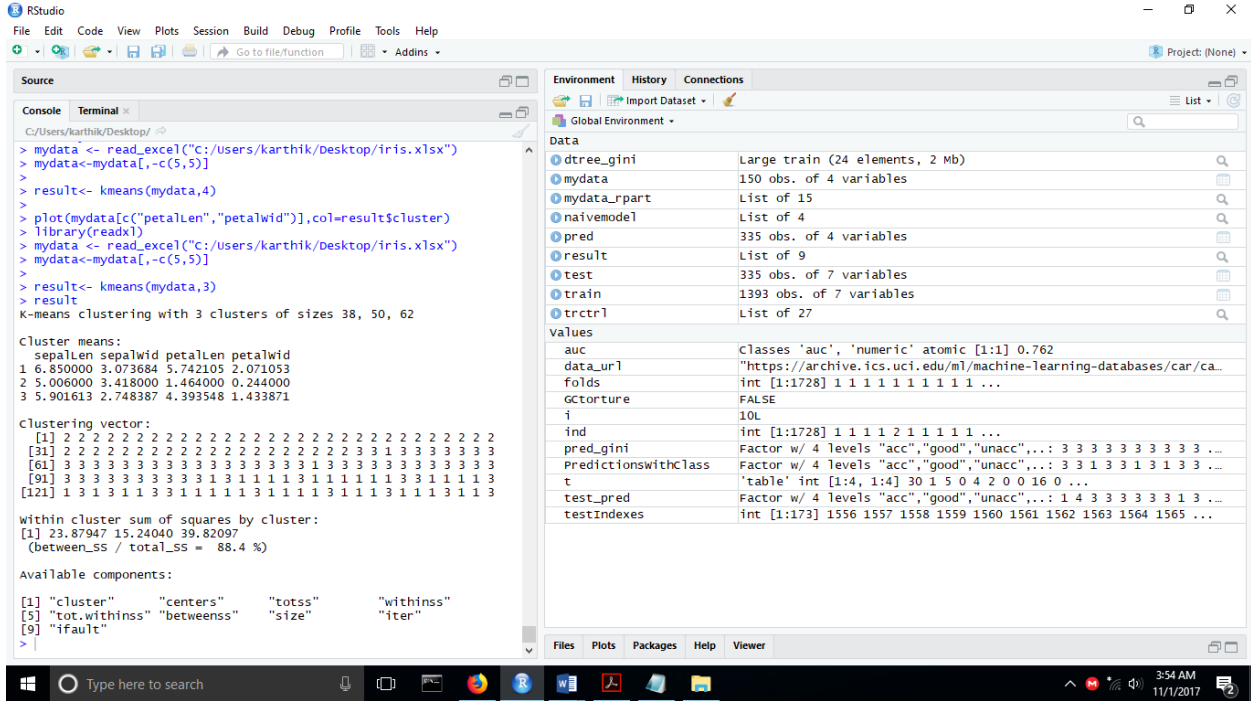 RStudio
File Edit Code View Plots Session Build Debug Profile Tools Help
Go to file/function
Addins
Project: (None)
Source
Console Terminal
C:/Users/karthik/Desktop/
> mydata <- read_excel("C:/Users/karthik/Desktop/iris.xlsx")
> mydata<-mydata[,-c(5,5)]
>
> result<- kmeans(mydata,4)
>
> plot(mydata[c("petalLen","petalWid")],col=result$cluster)
> library(readxl)
> mydata <- read_excel("C:/Users/karthik/Desktop/iris.xlsx")
> mydata<-mydata[,-c(5,5)]
>
> result<- kmeans(mydata,3)
> result
K-means clustering with 3 clusters of sizes 38, 50, 62
Cluster means:
sepalLen sepalWid petalLen petalWid
1 6.850000 3.073684 5.742105 2.071053
2 5.006000 3.418000 1.464000 0.244000
3 5.901613 2.748387 4.393548 1.433871
Clustering vector:
[1] 2 2 2 2 2 2 2 2 2 2 2 2 2 2 2 2 2 2 2 2 2 2 2 2 2 2 2 2 2 2
[31] 2 2 2 2 2 2 2 2 2 2 2 2 2 2 2 2 2 2 2 2 3 3 1 3 3 3 3 3 3 3
[61] 3 3 3 3 3 3 3 3 3 3 3 3 3 3 3 3 3 1 3 3 3 3 3 3 3 3 3 3 3 3
[91] 3 3 3 3 3 3 3 3 3 3 1 3 1 1 1 1 3 1 1 1 1 1 1 3 3 1 1 1 1 3
[121] 1 3 1 3 1 1 3 3 1 1 1 1 1 3 1 1 1 1 3 1 1 1 3 1 1 1 3 1 1 3
Within cluster sum of squares by cluster:
[1] 23.87947 15.24040 39.82097
(between_SS / total_SS = 88.4 %)
Available components:
[1] "cluster" "centers" "totss" "withinss"
[5] "tot.withinss" "betweenss" "size" "iter"
[9] "ifault"
>
Environment History Connections
Import Dataset
List
Global Environment
Data
dtree_gini Large train (24 elements, 2 Mb)
mydata 150 obs. of 4 variables
mydata_rpart List of 15
naivemodel List of 4
pred 335 obs. of 4 variables
result List of 9
test 335 obs. of 7 variables
train 1393 obs. of 7 variables
trctrl List of 27
Values
auc Classes 'auc', 'numeric' atomic [1:1] 0.762
data_url "https://archive.ics.uci.edu/ml/machine-learning-databases/car/ca…
folds int [1:1728] 1 1 1 1 1 1 1 1 1 1 ...
GCtorture FALSE
i 10L
ind int [1:1728] 1 1 1 1 2 1 1 1 1 1 ...
pred_gini Factor w/ 4 levels "acc","good","unacc",..: 3 3 3 3 3 3 3 3 3 3 .…
PredictionsWithClass Factor w/ 4 levels "acc","good","unacc",..: 3 3 1 3 3 1 3 1 3 3 .…
t 'table' int [1:4, 1:4] 30 1 5 0 4 2 0 0 16 0 ...
test_pred Factor w/ 4 levels "acc","good","unacc",..: 1 4 3 3 3 3 3 3 1 3 .…
testIndexes int [1:173] 1556 1557 1558 1559 1560 1561 1562 1563 1564 1565 ...
Files Plots Packages Help Viewer
Type here to search
3:54 AM
11/1/2017
2